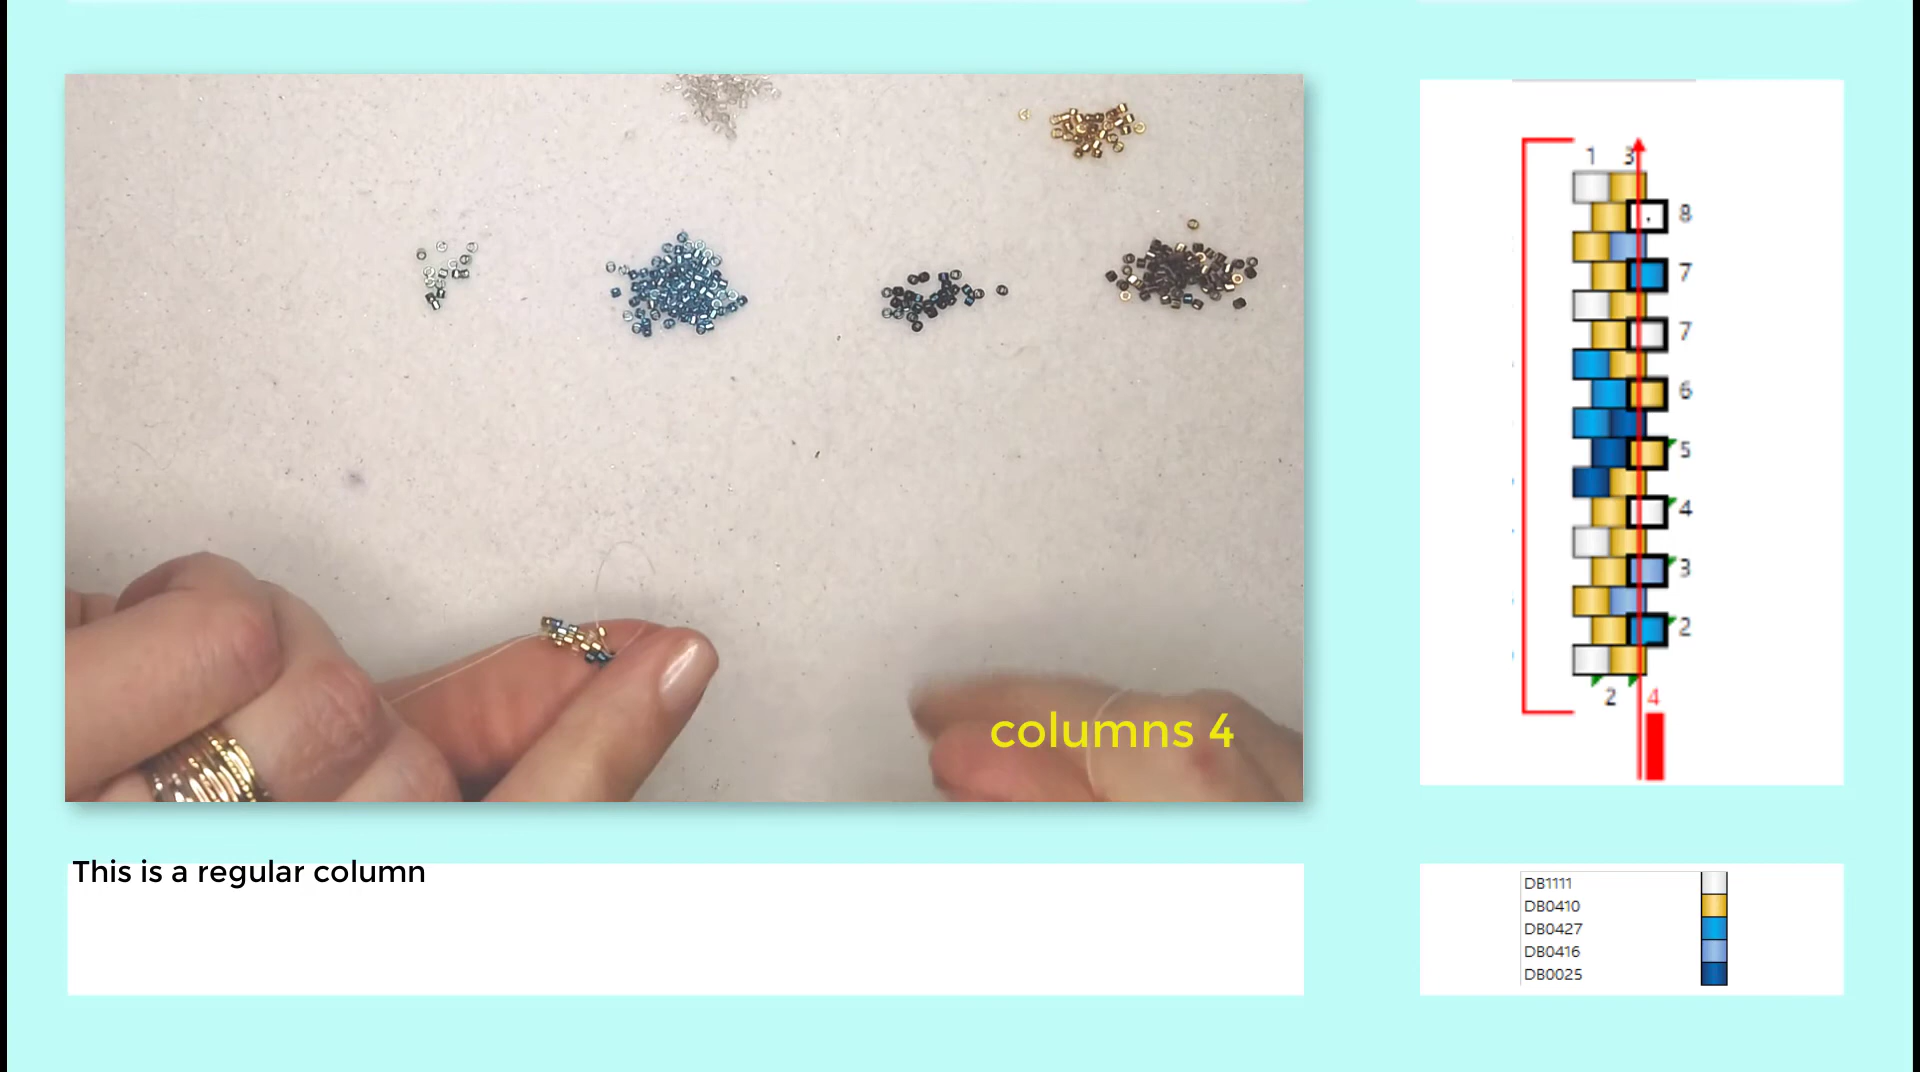 1 3
8
7
7
6
5
4
3
2
2 4
columns 4
This is a regular column
DB1111
DB0410
DB0427
DB0416
DB0025